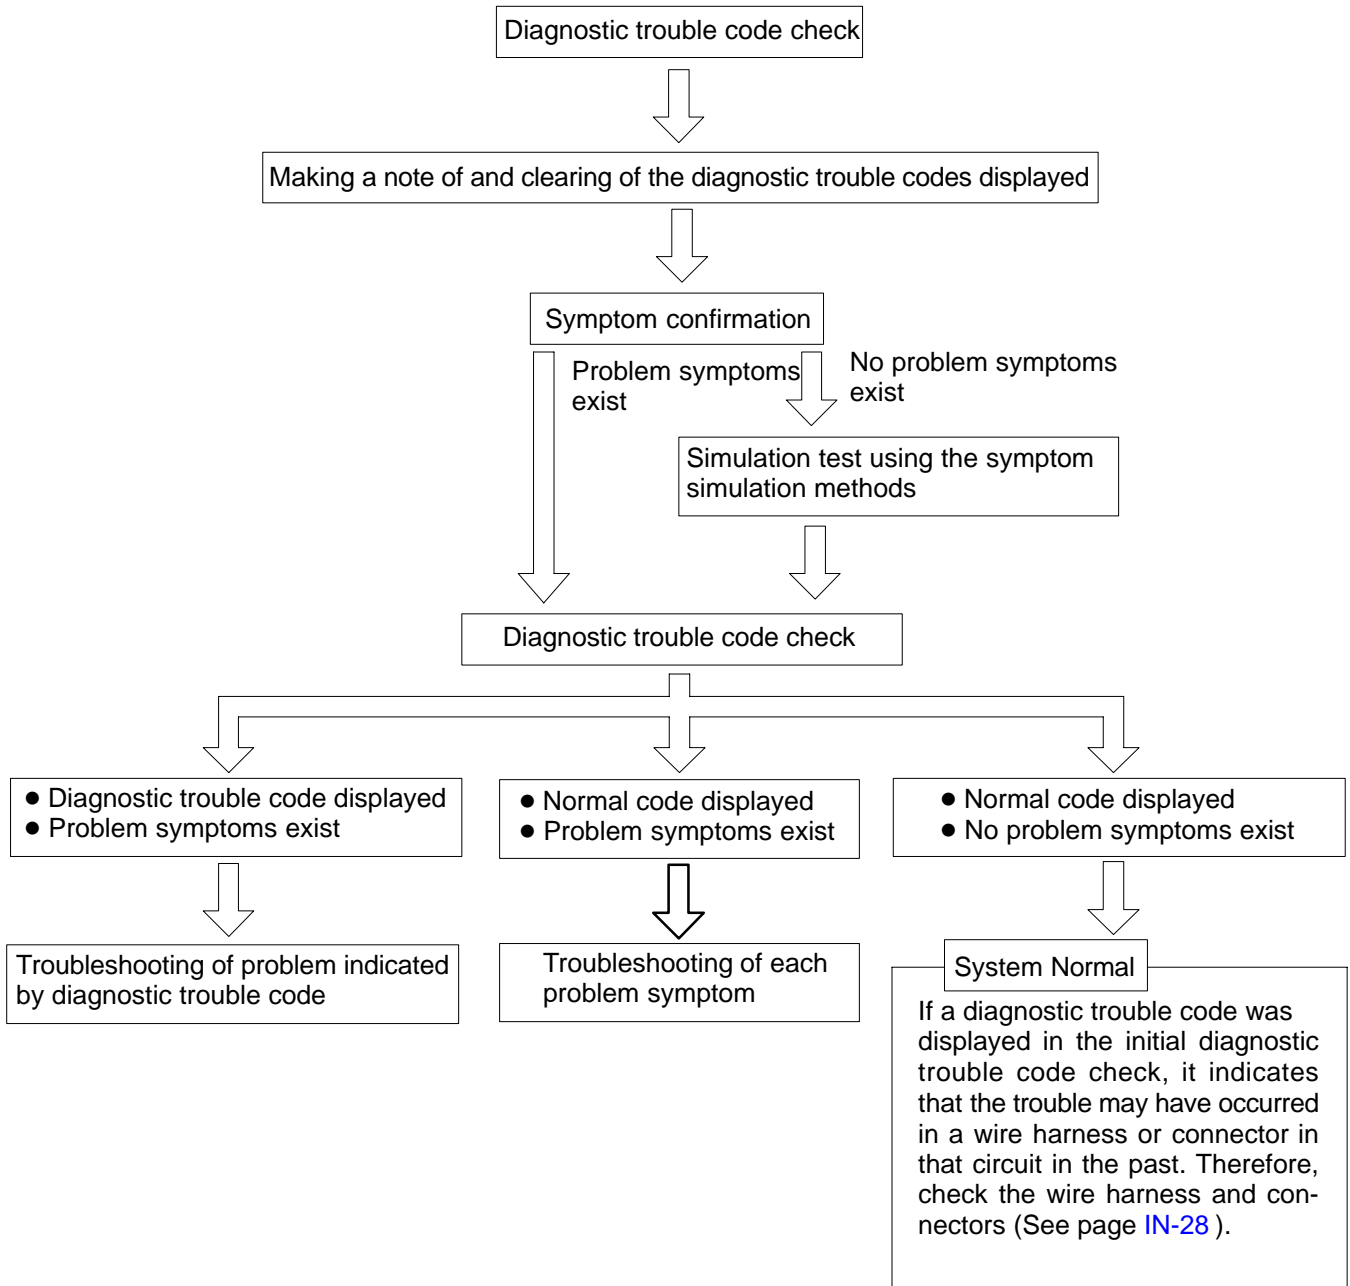 Diagnostic trouble code check
Making a note of and clearing of the diagnostic trouble codes displayed
Symptom confirmation
Problem symptoms
exist
No problem symptoms
exist
Simulation test using the symptom
simulation methods
Diagnostic trouble code check
● Diagnostic trouble code displayed
● Problem symptoms exist
● Normal code displayed
● Problem symptoms exist
● Normal code displayed
● No problem symptoms exist
Troubleshooting of problem indicated
by diagnostic trouble code
Troubleshooting of each
problem symptom
System Normal
If a diagnostic trouble code was
displayed in the initial diagnostic
trouble code check, it indicates
that the trouble may have occurred
in a wire harness or connector in
that circuit in the past. Therefore,
check the wire harness and con-
nectors (See page IN-28 ).